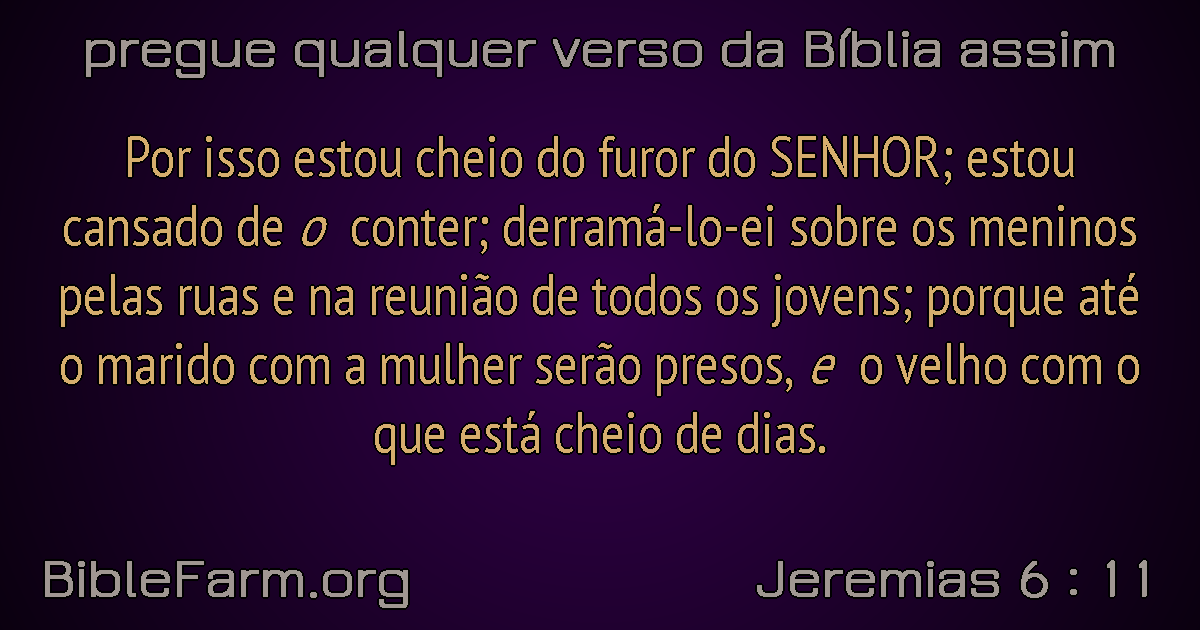 pregue qualquer verso da Bíblia assim
Por isso estou cheio do furor do SENHOR; estou
cansado de o conter; derramá-lo-ei sobre os meninos
pelas ruas e na reunião de todos os jovens; porque até
o marido com a mulher serão presos, e o velho com o
que está cheio de dias.
BibleFarm.org
Jeremias 6 : 11